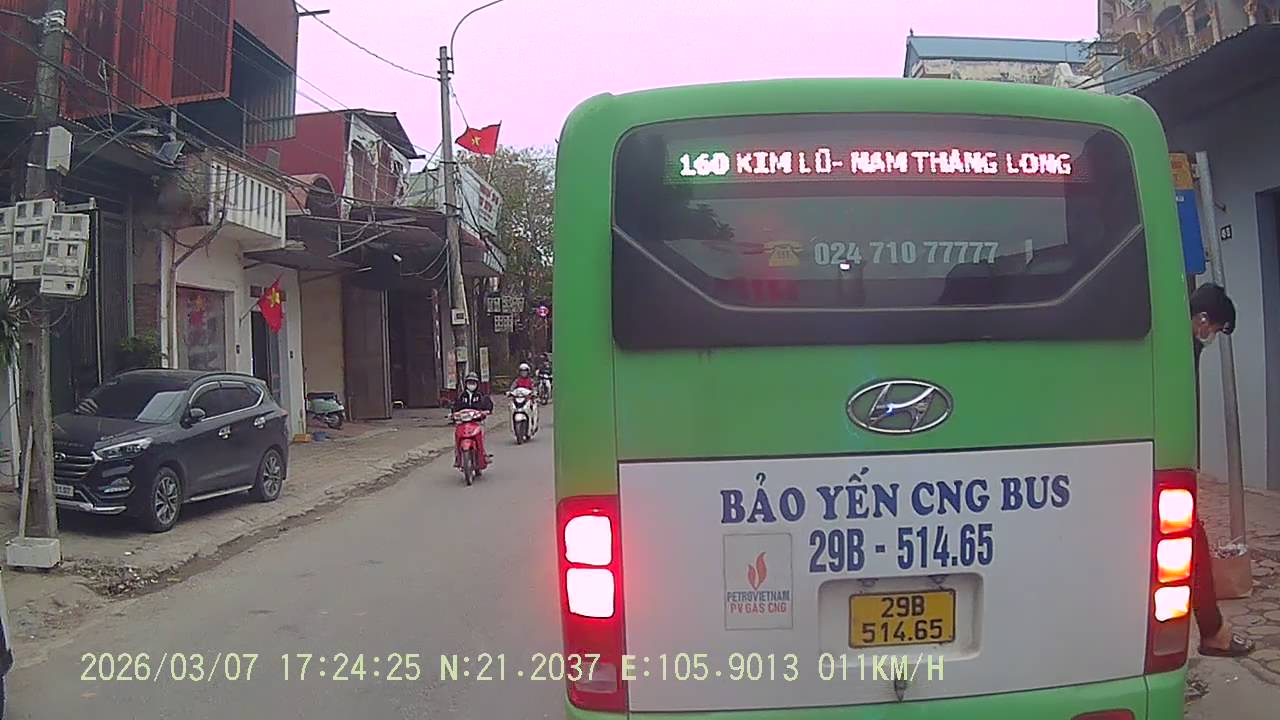 160 KIM LŨ- NAM THĂNG LONG
024 710 77777
BẢO YẾN CNG BUS
29B - 514.65
PETROVIETNAM
PV GAS CNG
29B
514.65
2026/03/07 17:24:25 N:21.2037 E:105.9013 011KM/H